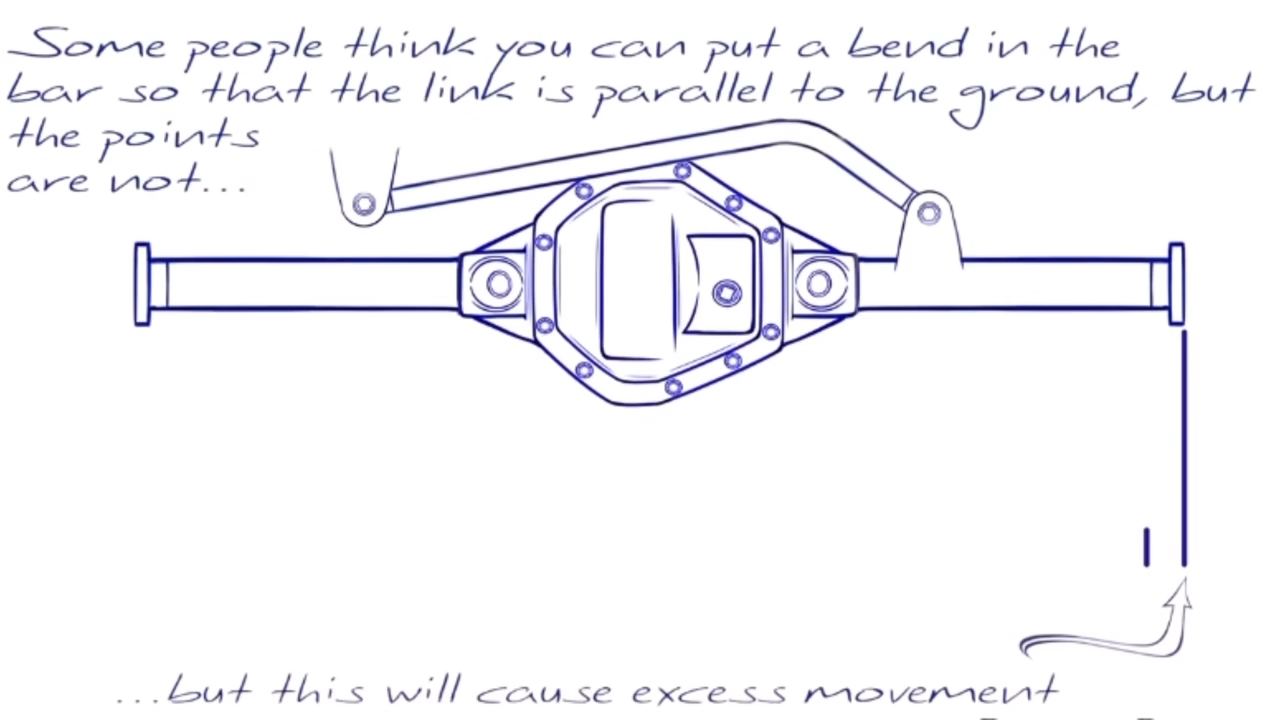 Some people think you can put a bend in the
bar so that the link is parallel to the ground, but
the points
are not...
...but this will cause excess movement